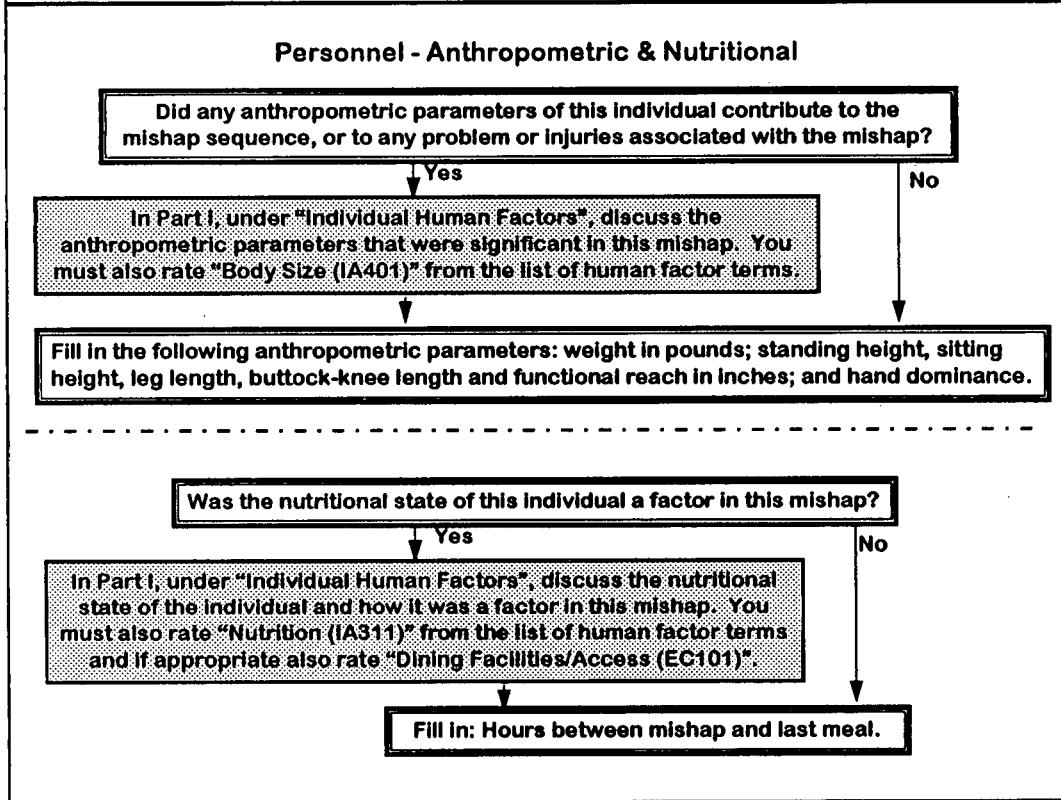 Personnel - Anthropometric & Nutritional
Did any anthropometric parameters of this individual contribute to the
mishap sequence, or to any problem or injuries associated with the mishap?
Yes
No
In Part I, under "Individual Human Factors", discuss the
anthropometric parameters that were significant in this mishap. You
must also rate "Body Size (IA401)" from the list of human factor terms.
Fill in the following anthropometric parameters: weight in pounds; standing height, sitting
height, leg length, buttock-knee length and functional reach in inches; and hand dominance.
Was the nutritional state of this individual a factor in this mishap?
Yes
No
In Part I, under "Individual Human Factors", discuss the nutritional
state of the individual and how it was a factor in this mishap. You
must also rate "Nutrition (IA311)" from the list of human factor terms
and if appropriate also rate "Dining Facilities/Access (EC101)".
Fill in: Hours between mishap and last meal.